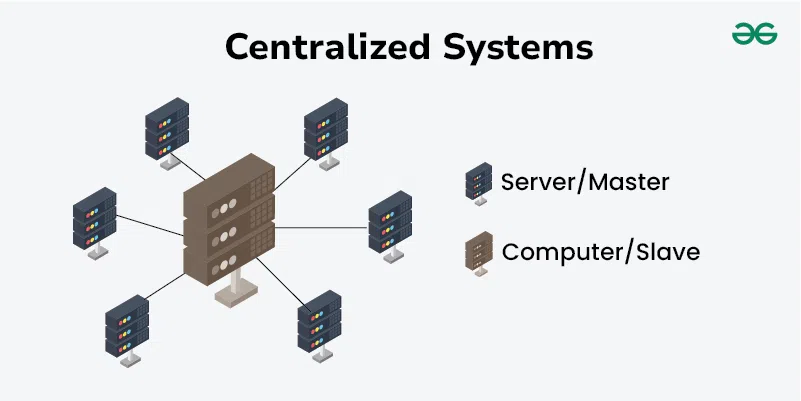 Centralized Systems
Server/Master
Computer/Slave